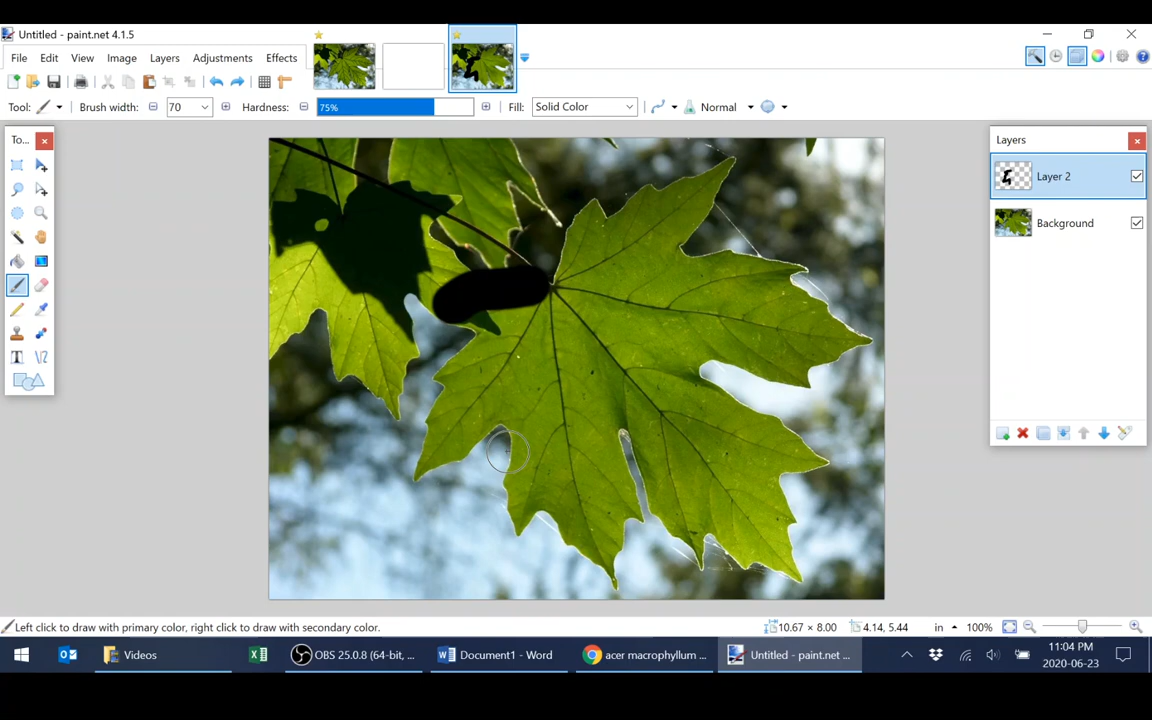 Untitled - paint.net 4.1.5
File Edit View Image Layers Adjustments Effects
Tool: Brush width: 70 Hardness: 75% Fill: Solid Color Normal
To...
Layers
Layer 2
Background
Left click to draw with primary color, right click to draw with secondary color.
10.67 × 8.00
4.14, 5.44
in
100%
Videos
OBS 25.0.8 (64-bit, ...
Document1 - Word
acer macrophyllum ...
Untitled - paint.net ...
11:04 PM
2020-06-23